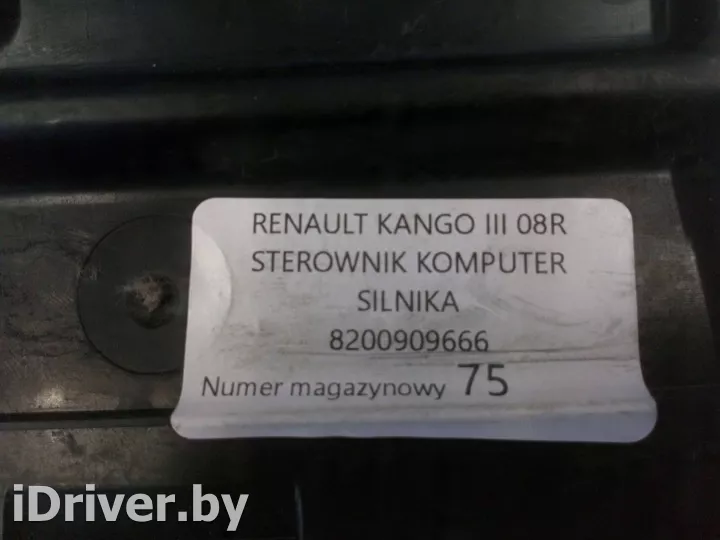 RENAULT KANGO III 08R
STEROWNIK KOMPUTER
SILNIKA
8200909666
Numer magazynowy 75
iDriver.by